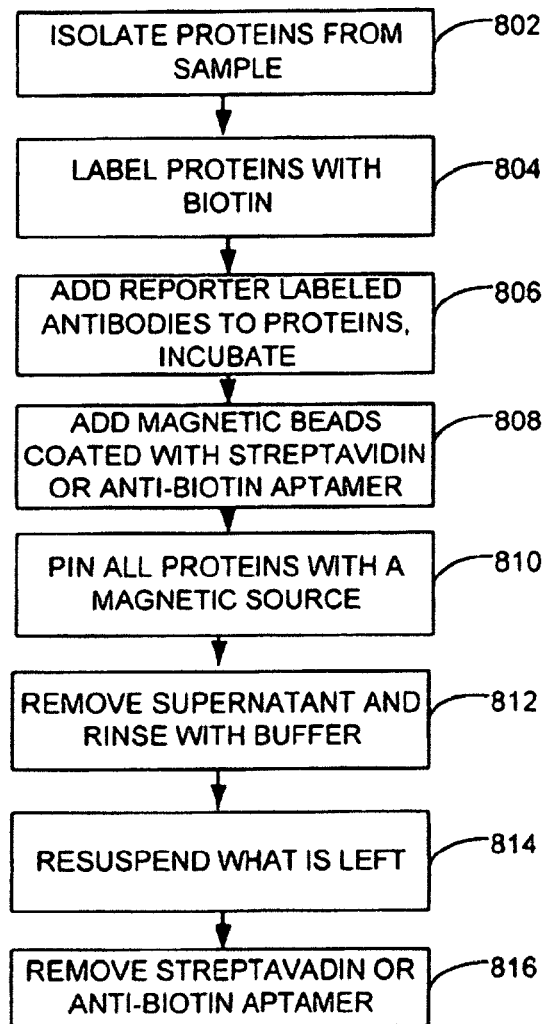 ISOLATE PROTEINS FROM
SAMPLE
802
LABEL PROTEINS WITH
BIOTIN
804
ADD REPORTER LABELED
ANTIBODIES TO PROTEINS,
INCUBATE
806
ADD MAGNETIC BEADS
COATED WITH STREPTAVIDIN
OR ANTI-BIOTIN APTAMER
808
PIN ALL PROTEINS WITH A
MAGNETIC SOURCE
810
REMOVE SUPERNATANT AND
RINSE WITH BUFFER
812
RESUSPEND WHAT IS LEFT
814
REMOVE STREPTAVADIN OR
ANTI-BIOTIN APTAMER
816